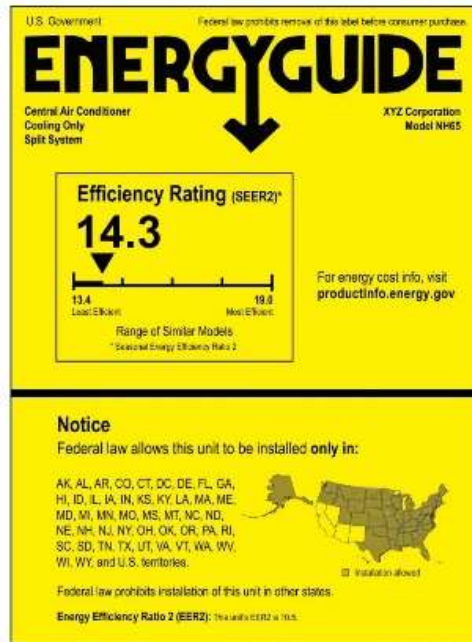 U.S. Government
Federal law prohibits removal of this label before consumer purchase.
ENERGYGUIDE
Central Air Conditioner
Cooling Only
Split System
XYZ Corporation
Model NH65
Efficiency Rating (SEER2)*
14.3
13.4
19.0
Least Efficient
Most Efficient
Range of Similar Models
* Seasonal Energy Efficiency Ratio 2
For energy cost info, visit
productinfo.energy.gov
Notice
Federal law allows this unit to be installed only in:
AK, AL, AR, CO, CT, DC, DE, FL, GA,
HI, ID, IL, IA, IN, KS, KY, LA, MA, ME,
MD, MI, MN, MO, MS, MT, NC, ND,
NE, NH, NJ, NY, OH, OK, OR, PA, RI,
SC, SD, TN, TX, UT, VA, VT, WA, WV,
WI, WY, and U.S. territories.
Installation allowed
Federal law prohibits installation of this unit in other states.
Energy Efficiency Ratio 2 (EER2): This unit's EER2 is 10.5.